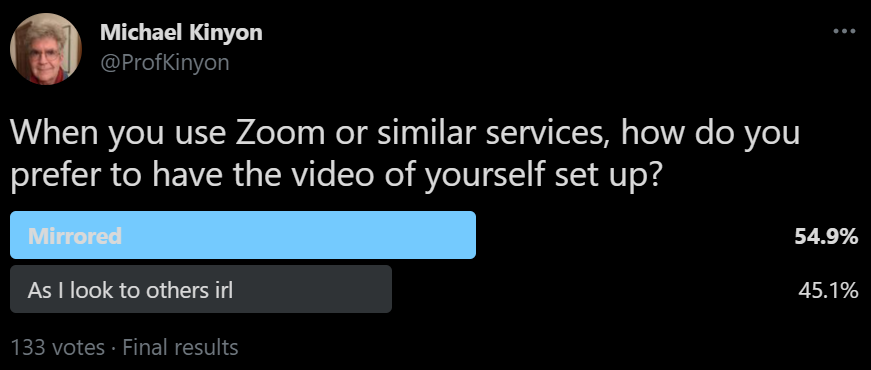 Michael Kinyon
@ProfKinyon
When you use Zoom or similar services, how do you
prefer to have the video of yourself set up?
Mirrored 54.9%
As I look to others irl 45.1%
133 votes · Final results